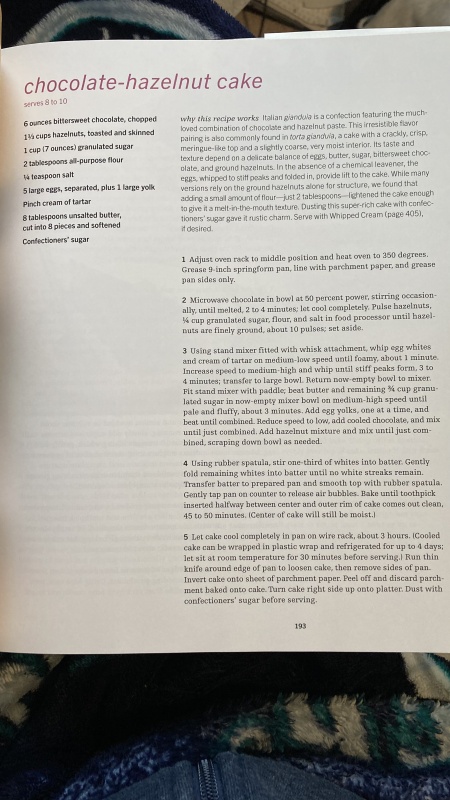 chocolate-hazelnut cake
serves 8 to 10
6 ounces bittersweet chocolate, chopped
1½ cups hazelnuts, toasted and skinned
1 cup (7 ounces) granulated sugar
2 tablespoons all-purpose flour
¼ teaspoon salt
5 large eggs, separated, plus 1 large yolk
Pinch cream of tartar
8 tablespoons unsalted butter,
cut into 8 pieces and softened
Confectioners' sugar
why this recipe works Italian gianduia is a confection featuring the much-
loved combination of chocolate and hazelnut paste. This irresistible flavor
pairing is also commonly found in torta gianduia, a cake with a crackly, crisp,
meringue-like top and a slightly coarse, very moist interior. Its taste and
texture depend on a delicate balance of eggs, butter, sugar, bittersweet choc-
olate, and ground hazelnuts. In the absence of a chemical leavener, the
eggs, whipped to stiff peaks and folded in, provide lift to the cake. While many
versions rely on the ground hazelnuts alone for structure, we found that
adding a small amount of flour—just 2 tablespoons—lightened the cake enough
to give it a melt-in-the-mouth texture. Dusting this super-rich cake with confec-
tioners' sugar gave it rustic charm. Serve with Whipped Cream (page 405),
if desired.
1 Adjust oven rack to middle position and heat oven to 350 degrees.
Grease 9-inch springform pan, line with parchment paper, and grease
pan sides only.
2 Microwave chocolate in bowl at 50 percent power, stirring occasion-
ally, until melted, 2 to 4 minutes; let cool completely. Pulse hazelnuts,
¼ cup granulated sugar, flour, and salt in food processor until hazel-
nuts are finely ground, about 10 pulses; set aside.
3 Using stand mixer fitted with whisk attachment, whip egg whites
and cream of tartar on medium-low speed until foamy, about 1 minute.
Increase speed to medium-high and whip until stiff peaks form, 3 to
4 minutes; transfer to large bowl. Return now-empty bowl to mixer.
Fit stand mixer with paddle; beat butter and remaining ¾ cup granu-
lated sugar in now-empty mixer bowl on medium-high speed until
pale and fluffy, about 3 minutes. Add egg yolks, one at a time, and
beat until combined. Reduce speed to low, add cooled chocolate, and mix
until just combined. Add hazelnut mixture and mix until just com-
bined, scraping down bowl as needed.
4 Using rubber spatula, stir one-third of whites into batter. Gently
fold remaining whites into batter until no white streaks remain.
Transfer batter to prepared pan and smooth top with rubber spatula.
Gently tap pan on counter to release air bubbles. Bake until toothpick
inserted halfway between center and outer rim of cake comes out clean,
45 to 50 minutes. (Center of cake will still be moist.)
5 Let cake cool completely in pan on wire rack, about 3 hours. (Cooled
cake can be wrapped in plastic wrap and refrigerated for up to 4 days;
let sit at room temperature for 30 minutes before serving.) Run thin
knife around edge of pan to loosen cake, then remove sides of pan.
Invert cake onto sheet of parchment paper. Peel off and discard parch-
ment baked onto cake. Turn cake right side up onto platter. Dust with
confectioners' sugar before serving.
193